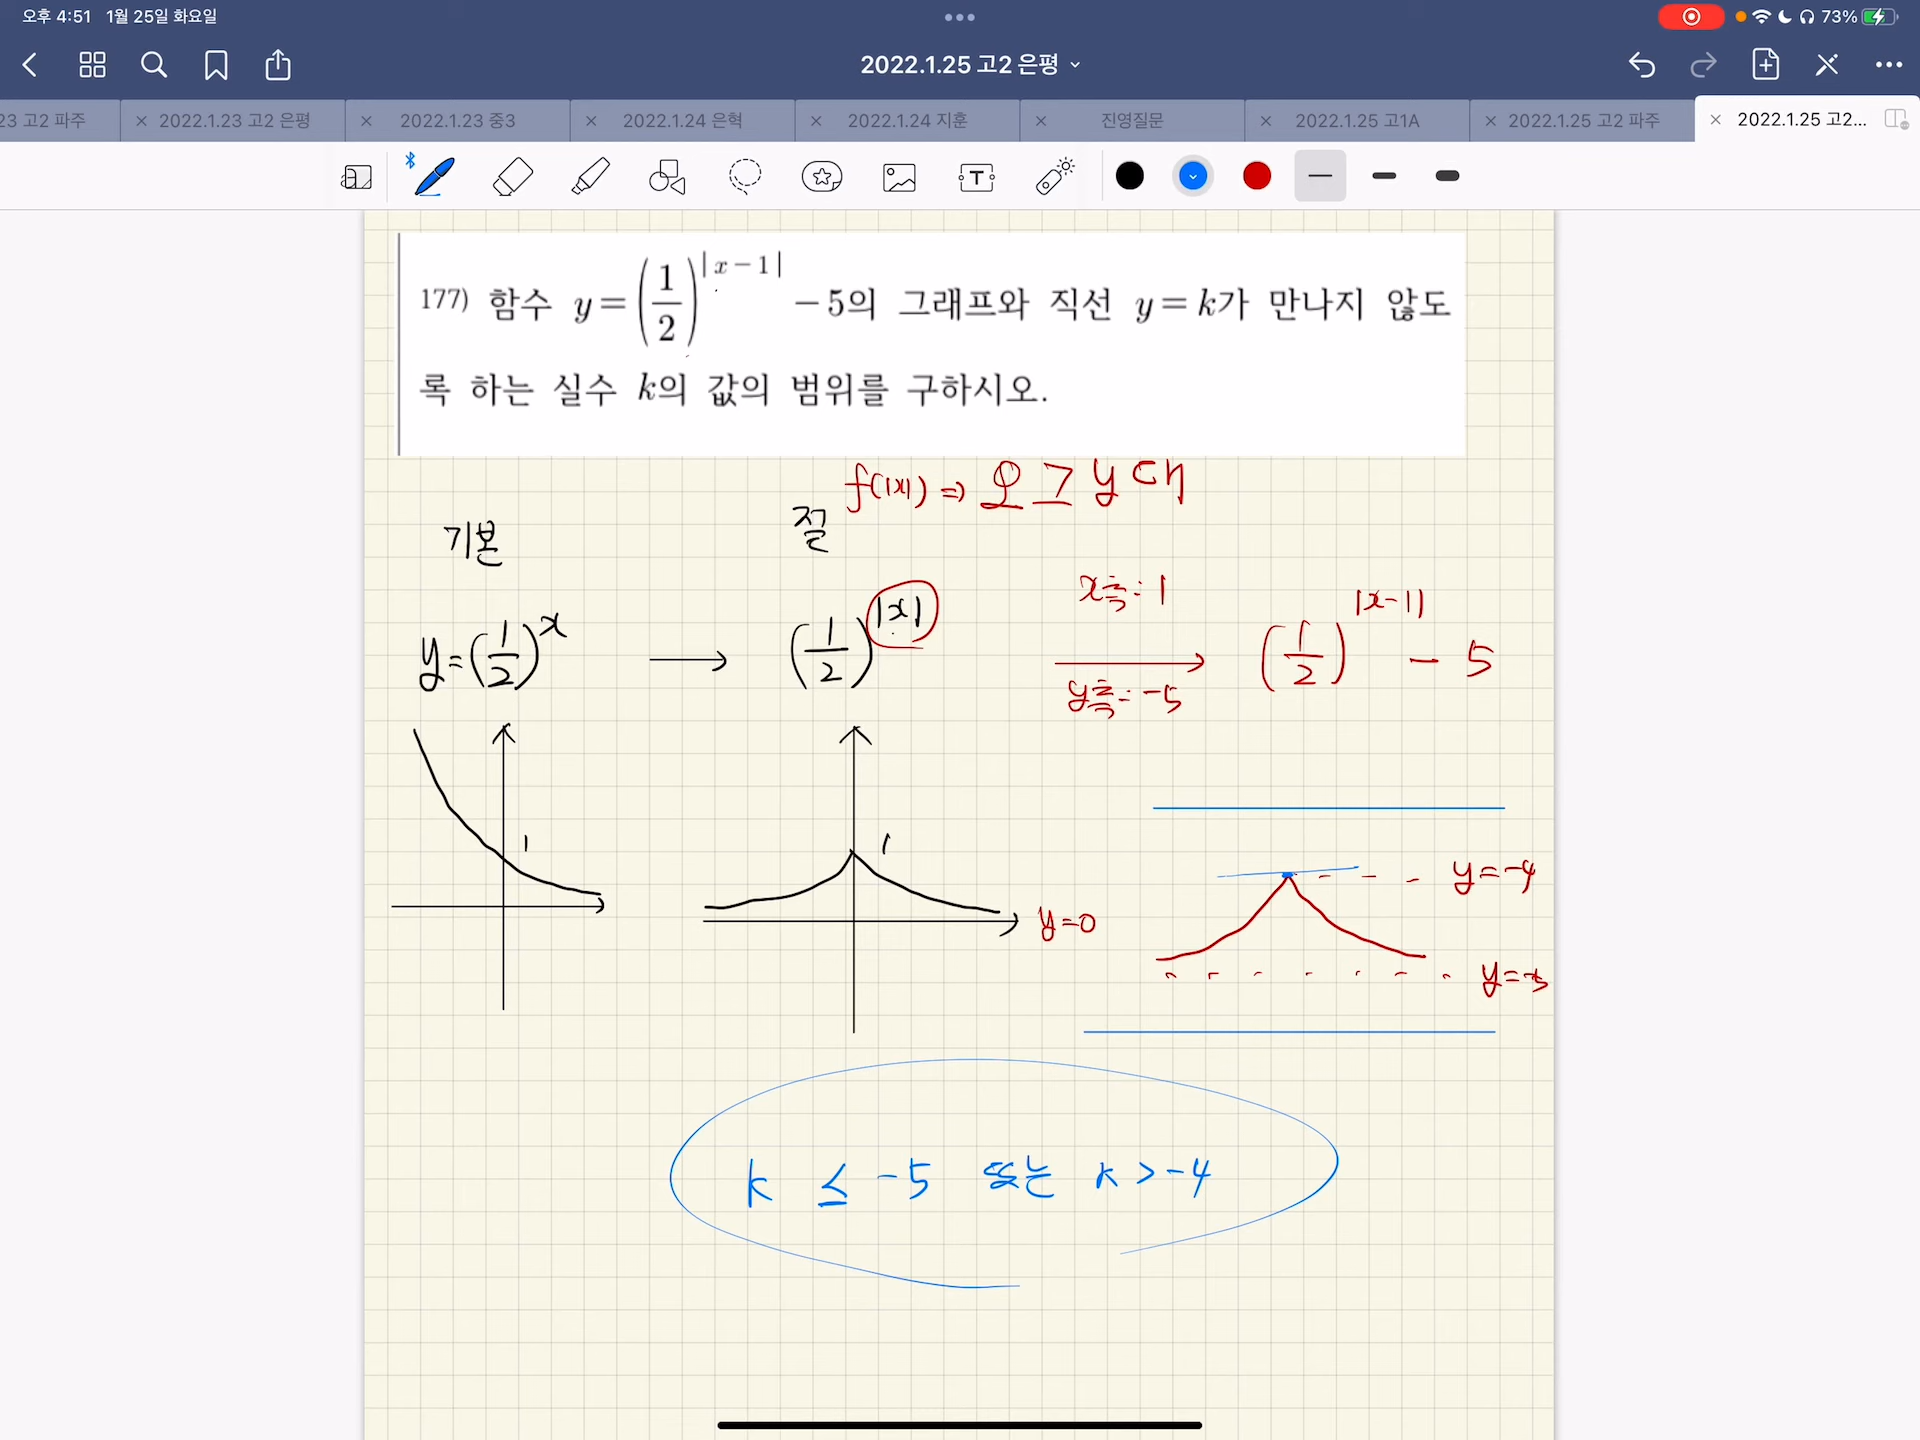 오후 4:51 1월 25일 화요일
73%
2022.1.25 고2 은평
23 고2 파주
2022.1.23 고2 은평
2022.1.23 중3
2022.1.24 은혁
2022.1.24 지훈
진영질문
2022.1.25 고1A
2022.1.25 고2 파주
2022.1.25 고2...
177) 함수 y=(1/2)^|x-1| -5의 그래프와 직선 y=k가 만나지 않도
록 하는 실수 k의 값의 범위를 구하시오.
f(|x|) ⇒ 오그y대
기본
절
y=(1/2)^x → (1/2)^|x|
x축: 1
y축: -5
(1/2)^|x-1| - 5
1
1
y=0
y=-4
y=-5
k ≤ -5 또는 k > -4